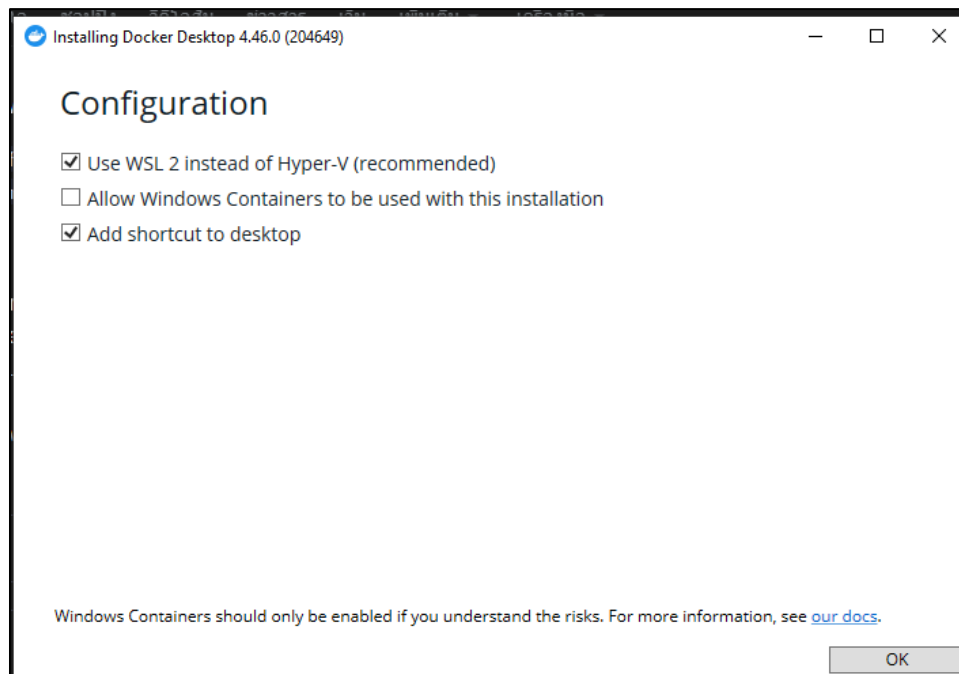 Installing Docker Desktop 4.46.0 (204649)
Configuration
Use WSL 2 instead of Hyper-V (recommended)
Allow Windows Containers to be used with this installation
Add shortcut to desktop
Windows Containers should only be enabled if you understand the risks. For more information, see our docs.
OK